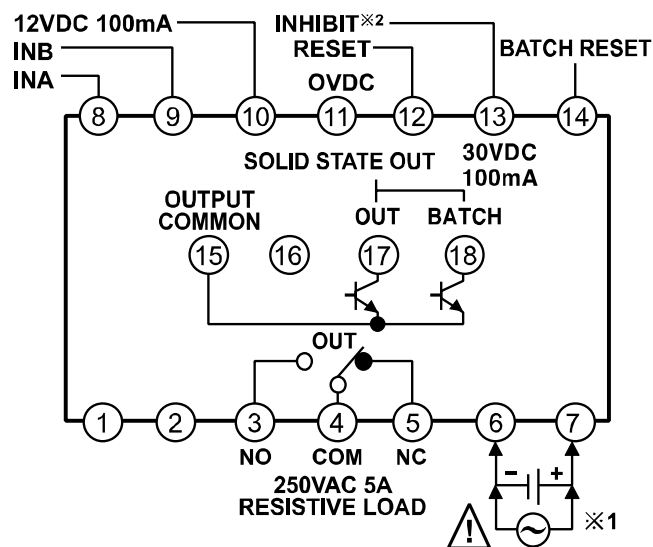 12VDC 100mA
INHIBIT※2
INB
RESET
BATCH RESET
INA
OVDC
8 9 10 11 12 13 14
SOLID STATE OUT
30VDC
100mA
OUTPUT
COMMON
OUT
BATCH
15 16 17 18
OUT
1 2 3 4 5 6 7
NO COM NC
- +
250VAC 5A
RESISTIVE LOAD
! ~ ※1